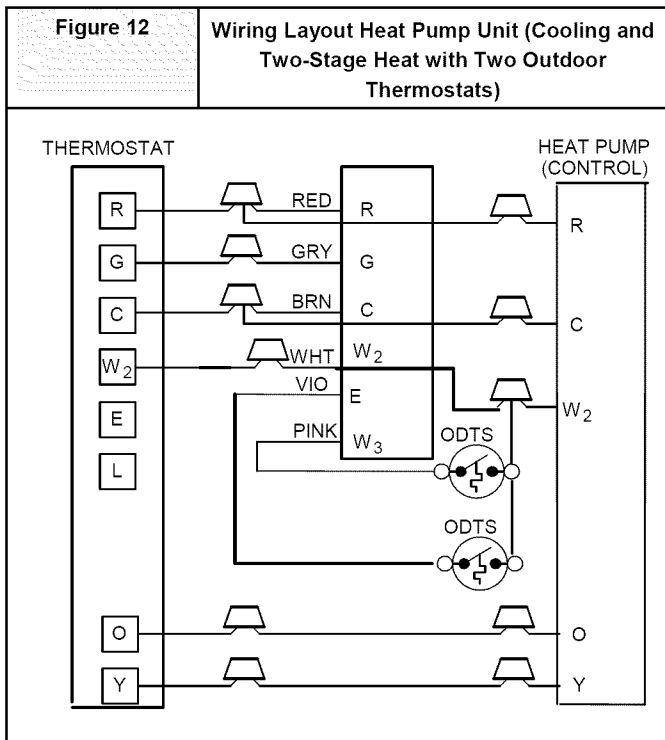 Figure 12
Wiring Layout Heat Pump Unit (Cooling and
Two-Stage Heat with Two Outdoor
Thermostats)
THERMOSTAT
HEAT PUMP
(CONTROL)
R
RED
R
R
G
GRY
G
C
BRN
C
C
W2
WHT
W2
W2
E
VIO
E
PINK
W3
L
ODTS
ODTS
O
O
Y
Y